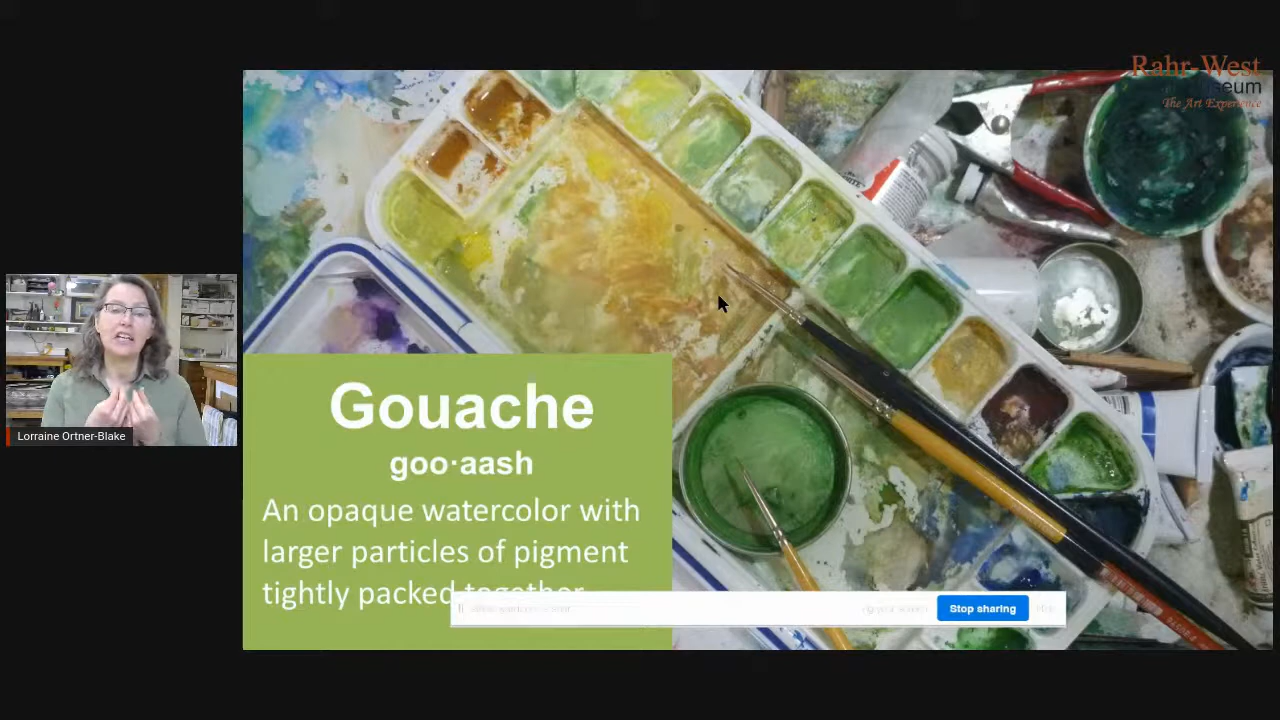 Rahr-West
Museum
The Art Experience
Gouache
goo·aash
An opaque watercolor with
larger particles of pigment
tightly packed together
Lorraine Ortner-Blake
Stop sharing